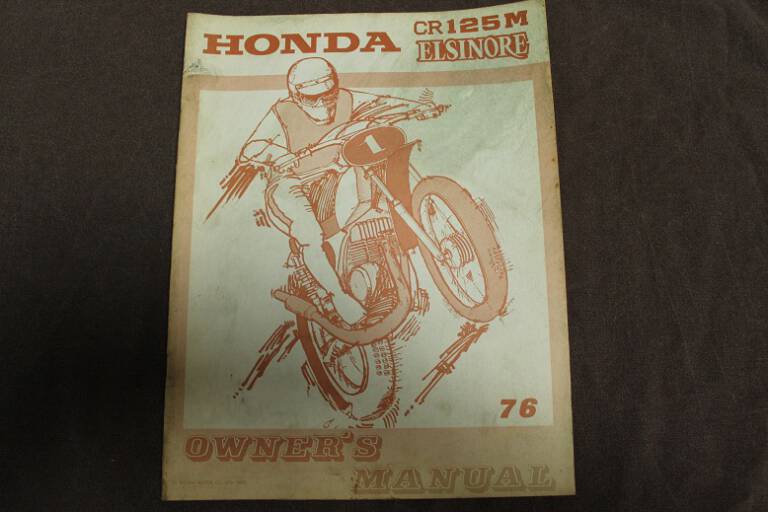 HONDA
CR125M
ELSINORE
1
76
OWNER'S
MANUAL